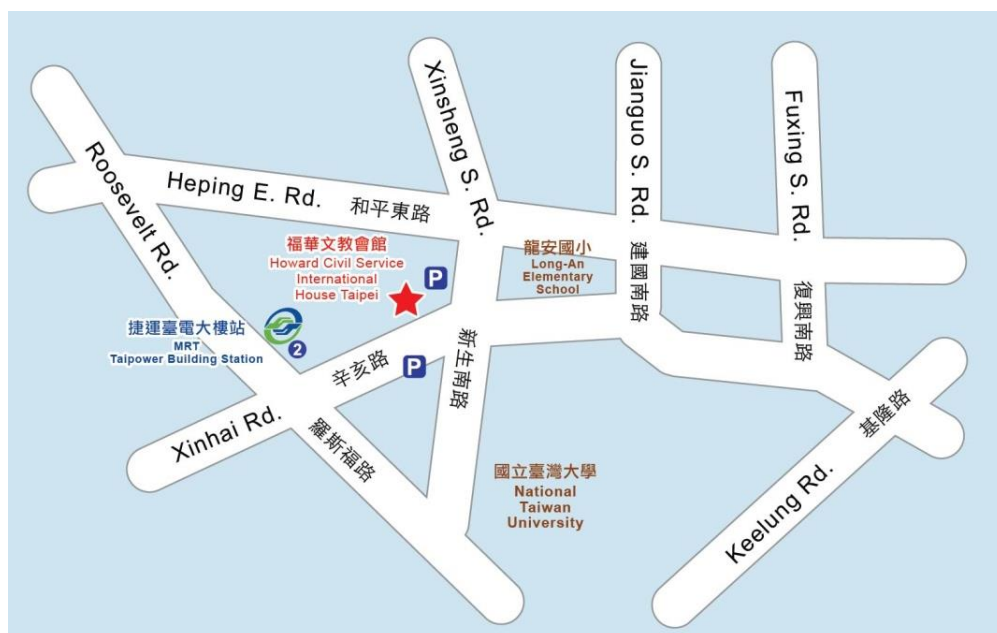 Roosevelt Rd.
Heping E. Rd.
和平東路
Xinsheng S. Rd.
Jianguo S. Rd.
建國南路
Fuxing S. Rd.
復興南路
福華文教會館
Howard Civil Service
International
House Taipei
P
龍安國小
Long-An
Elementary
School
捷運臺電大樓站
MRT
Taipower Building Station
2
辛亥路
P
新生南路
Xinhai Rd.
羅斯福路
國立臺灣大學
National
Taiwan
University
基隆路
Keelung Rd.